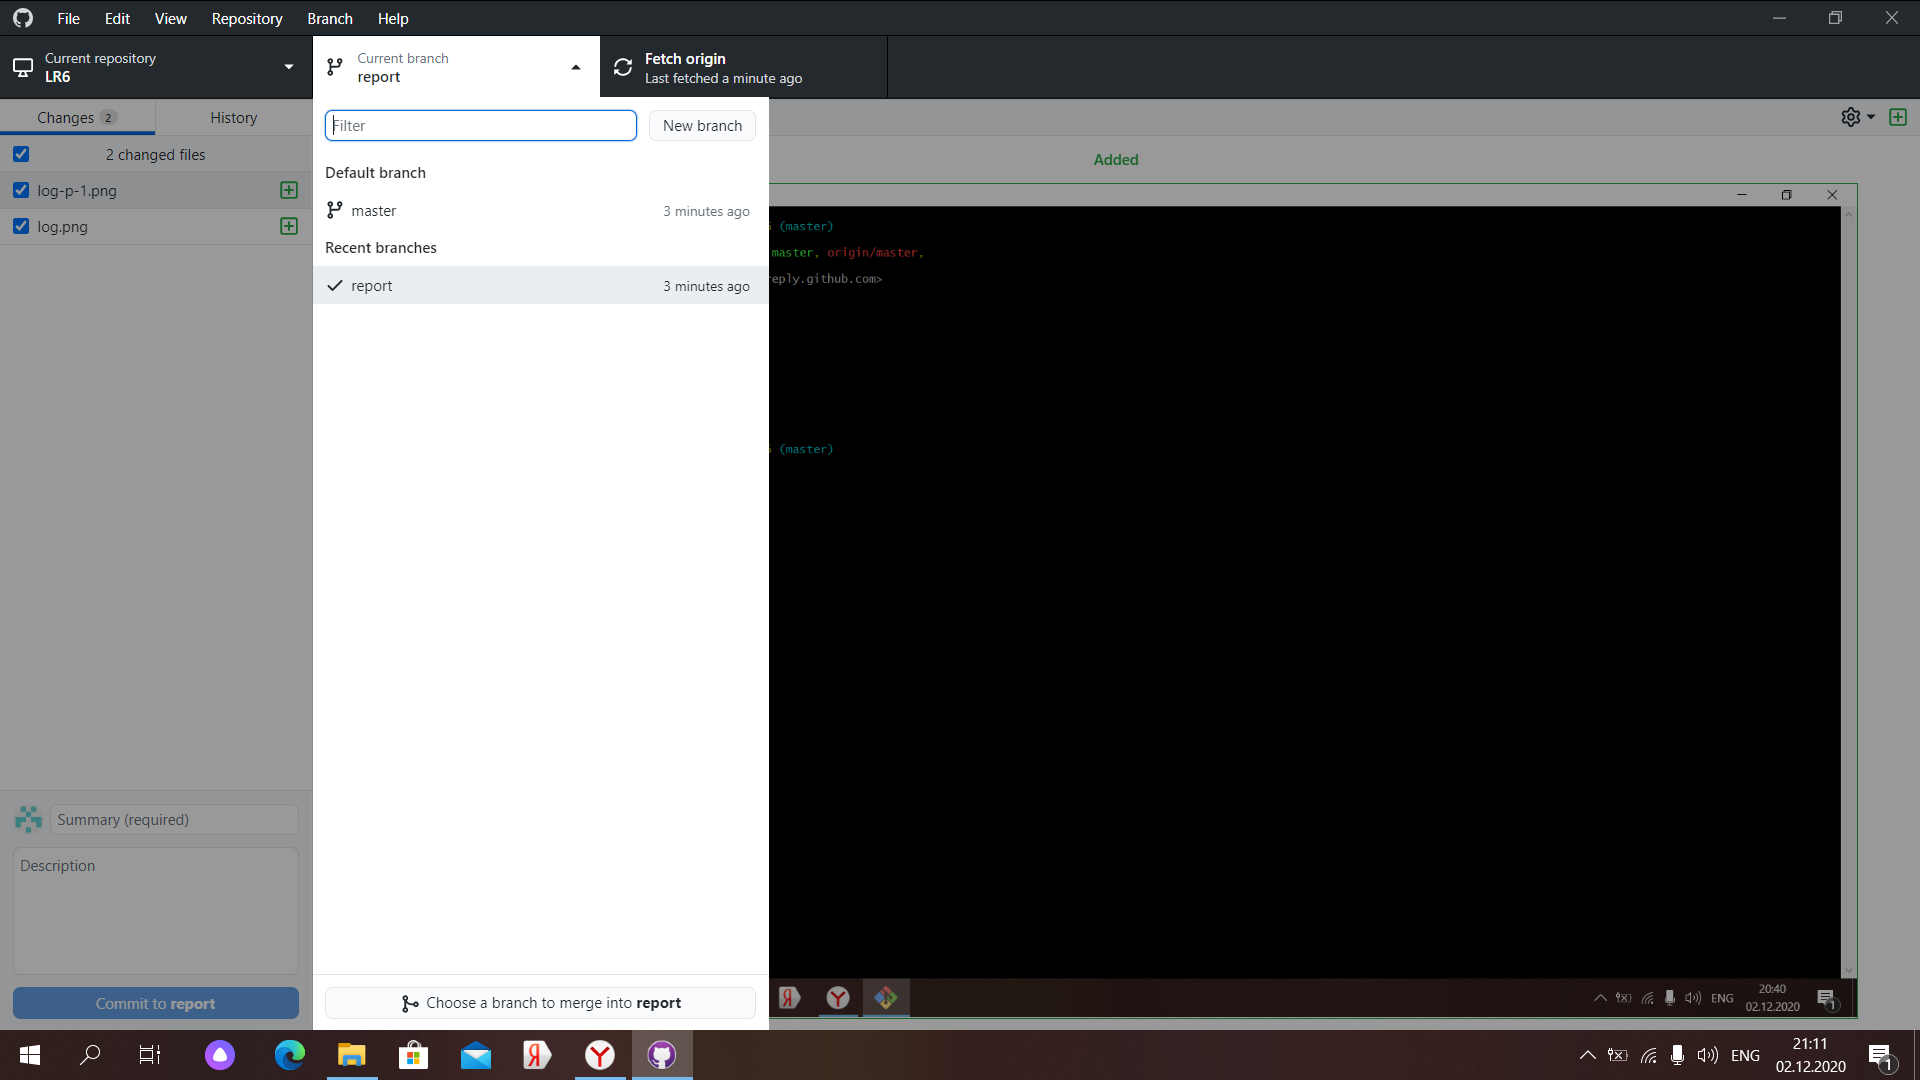 File Edit View Repository Branch Help
Current repository
LR6
Current branch
report
Fetch origin
Last fetched a minute ago
Changes 2
History
2 changed files
log-p-1.png
log.png
Filter
New branch
Default branch
master 3 minutes ago
Recent branches
report 3 minutes ago
Added
(master)
master, origin/master,
eply.github.com>
(master)
Summary (required)
Description
Commit to report
Choose a branch to merge into report
Я Y
ENG
20:40
02.12.2020
1
Я Y
ENG
21:11
02.12.2020
1